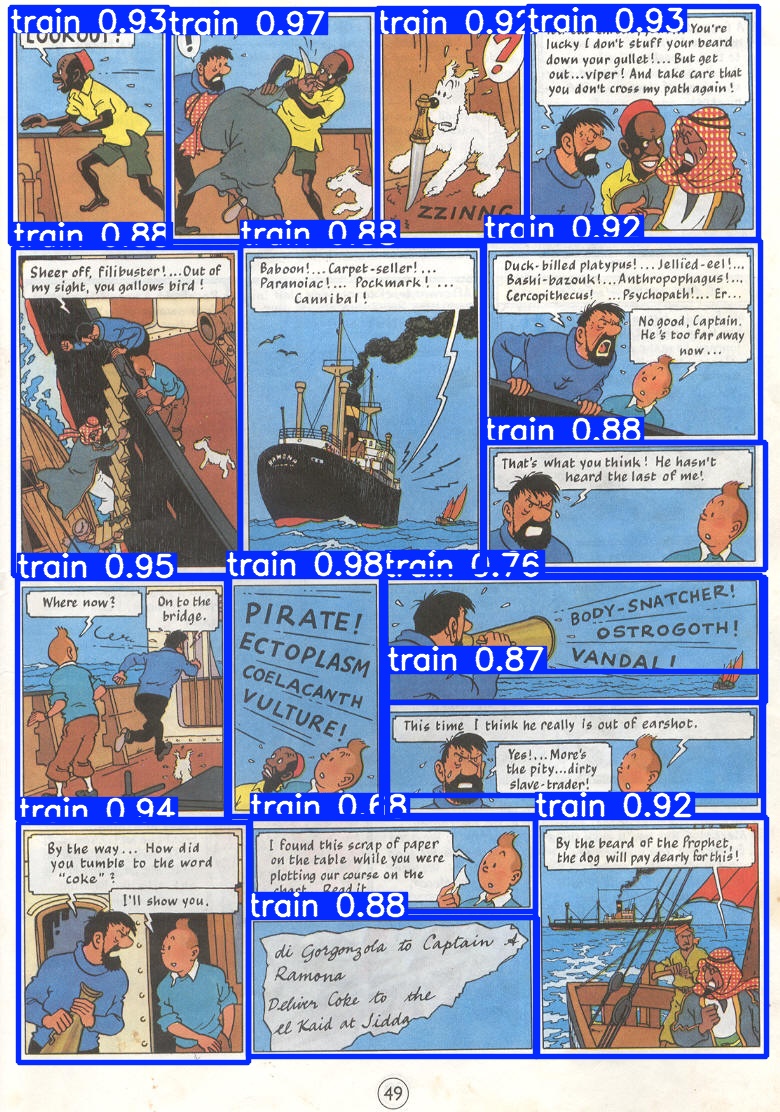 train 0.93
LOOKOUT!
train 0.97
!
train 0.92
?
ZZINNG
train 0.93
You're
lucky I don't stuff your beard
down your gullet!... But get
out...viper! And take care that
you don't cross my path again!
train 0.88
Sheer off, filibuster!...Out of
my sight, you gallows bird!
train 0.88
Baboon!... Carpet-seller!...
Paranoiac!... Pockmark! ...
Cannibal!
RAMONA
train 0.92
Duck-billed platypus!... Jellied-eel!...
Bashi-bazouk!...Anthropophagus!...
Cercopithecus! ...Psychopath!... Er...
No good, Captain.
He's too far away
now...
train 0.88
That's what you think! He hasn't
heard the last of me!
train 0.95
Where now?
On to the
bridge.
train 0.98
PIRATE!
ECTOPLASM
COELACANTH
VULTURE!
train 0.76
BODY-SNATCHER!
OSTROGOTH!
VANDAL!
train 0.87
This time I think he really is out of earshot.
Yes!... More's
the pity...dirty
slave-trader!
train 0.94
By the way... How did
you tumble to the word
"coke"?
I'll show you.
train 0.68
I found this scrap of paper
on the table while you were
plotting our course on the
chart. Read it
train 0.88
di Gorgonzola to Captain
Ramona
Deliver Coke to the
el Kaid at Jidda
train 0.92
By the beard of the Prophet,
the dog will pay dearly for this!
49